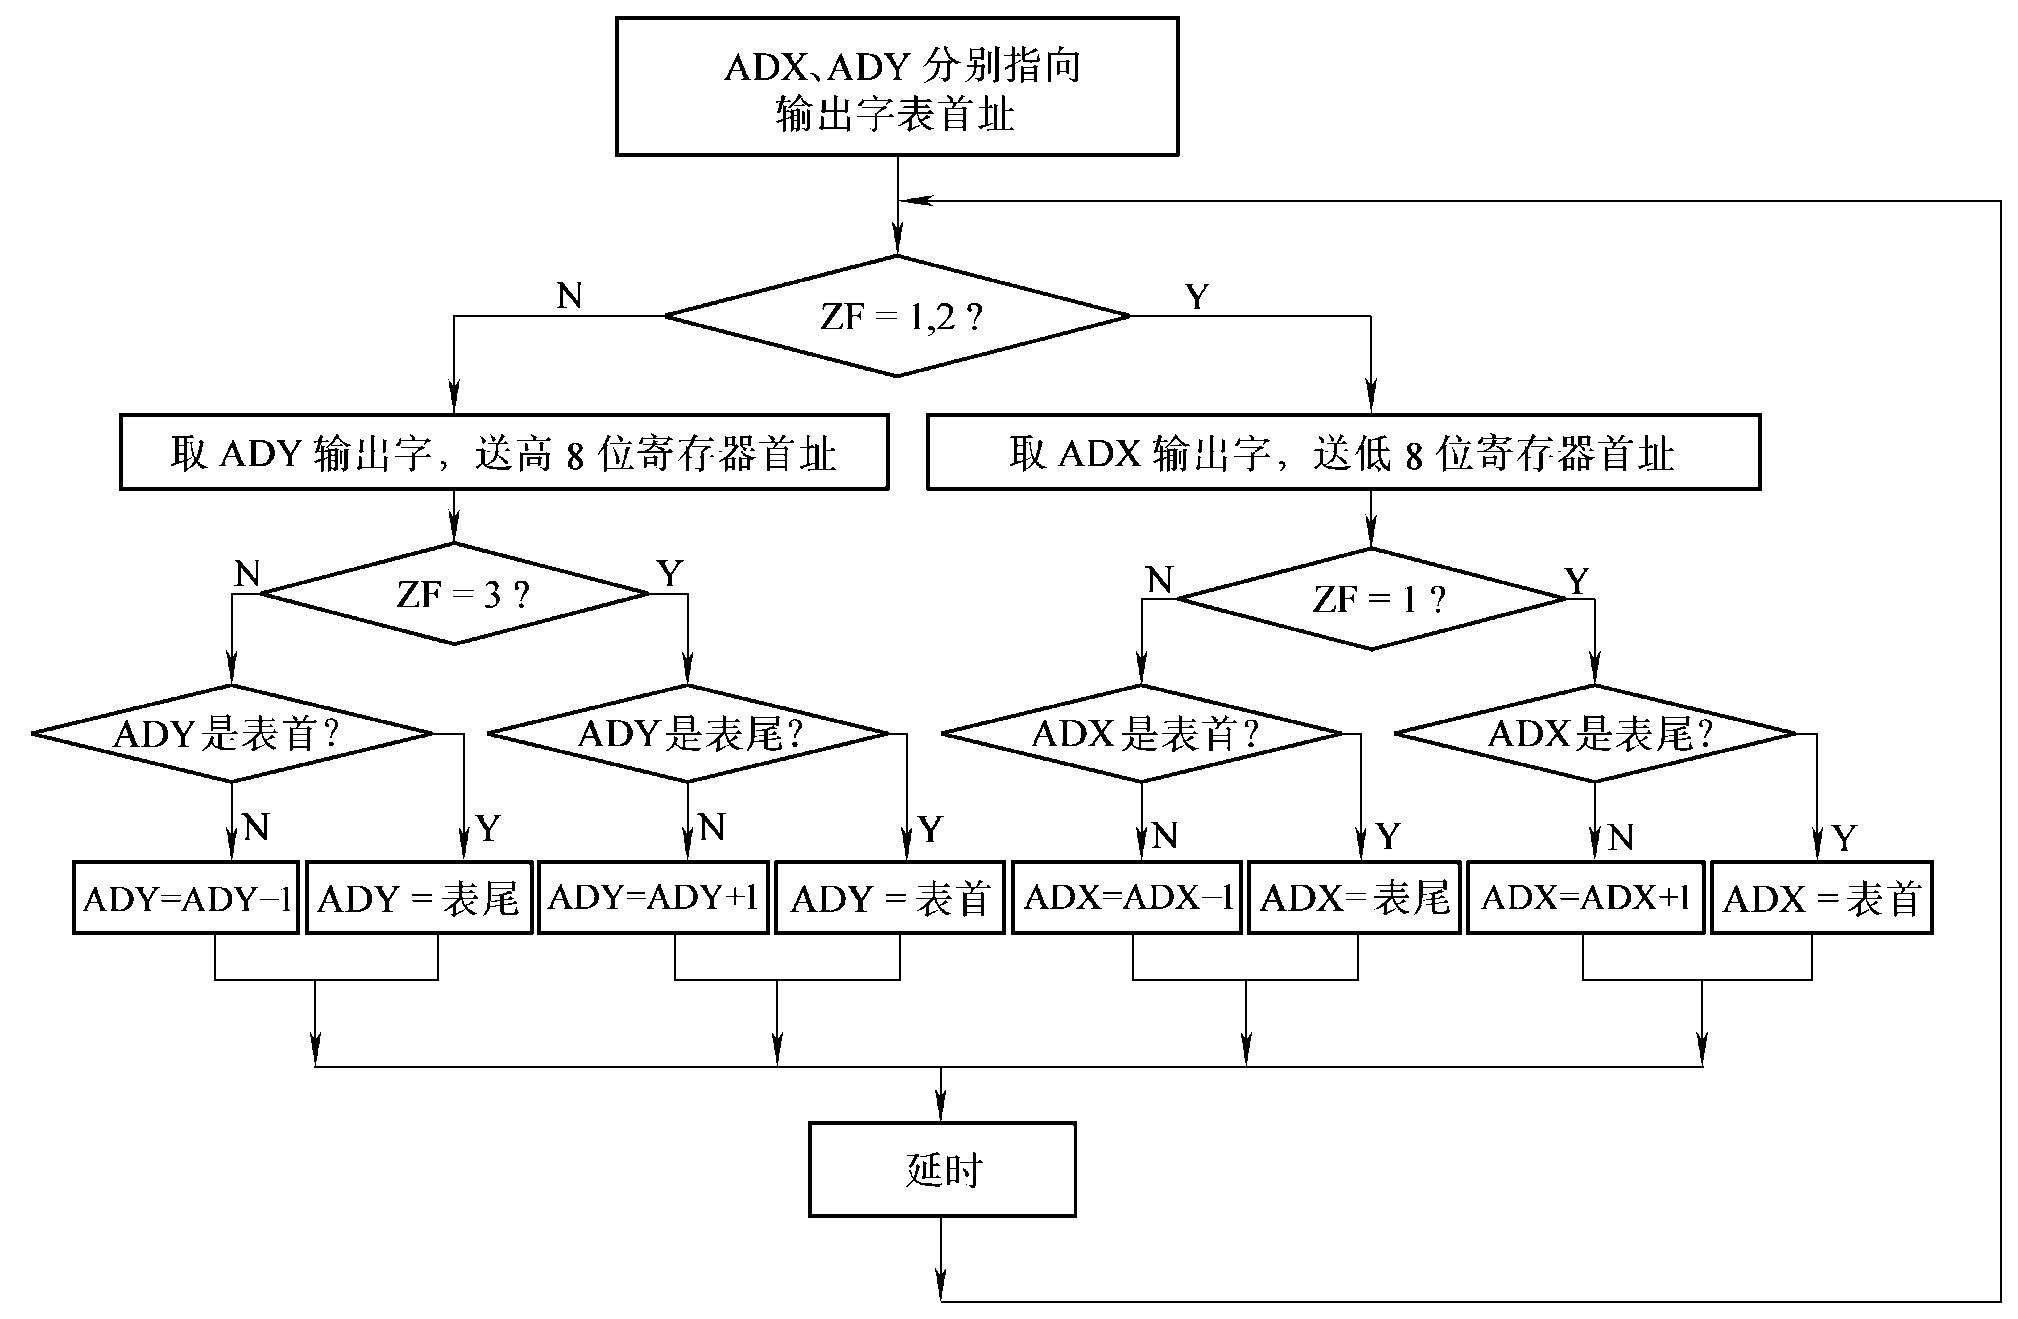 ADX、ADY 分别指向
输出字表首址
N
ZF = 1,2 ?
Y
取 ADY 输出字，送高 8 位寄存器首址
取 ADX 输出字，送低 8 位寄存器首址
N
ZF = 3 ?
Y
N
ZF = 1 ?
Y
ADY是表首?
ADY是表尾?
ADX是表首?
ADX是表尾?
N
Y
N
Y
N
Y
N
Y
ADY=ADY−1
ADY = 表尾
ADY=ADY+1
ADY = 表首
ADX=ADX−1
ADX= 表尾
ADX=ADX+1
ADX = 表首
延时